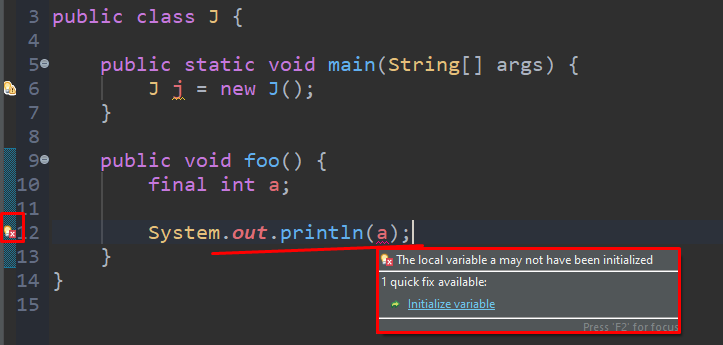 3 public class J {
4
5 public static void main(String[] args) {
6 J j = new J();
7 }
8
9 public void foo() {
10 final int a;
11
12 System.out.println(a);
13 }
14 }
15
The local variable a may not have been initialized
1 quick fix available:
Initialize variable
Press 'F2' for focus